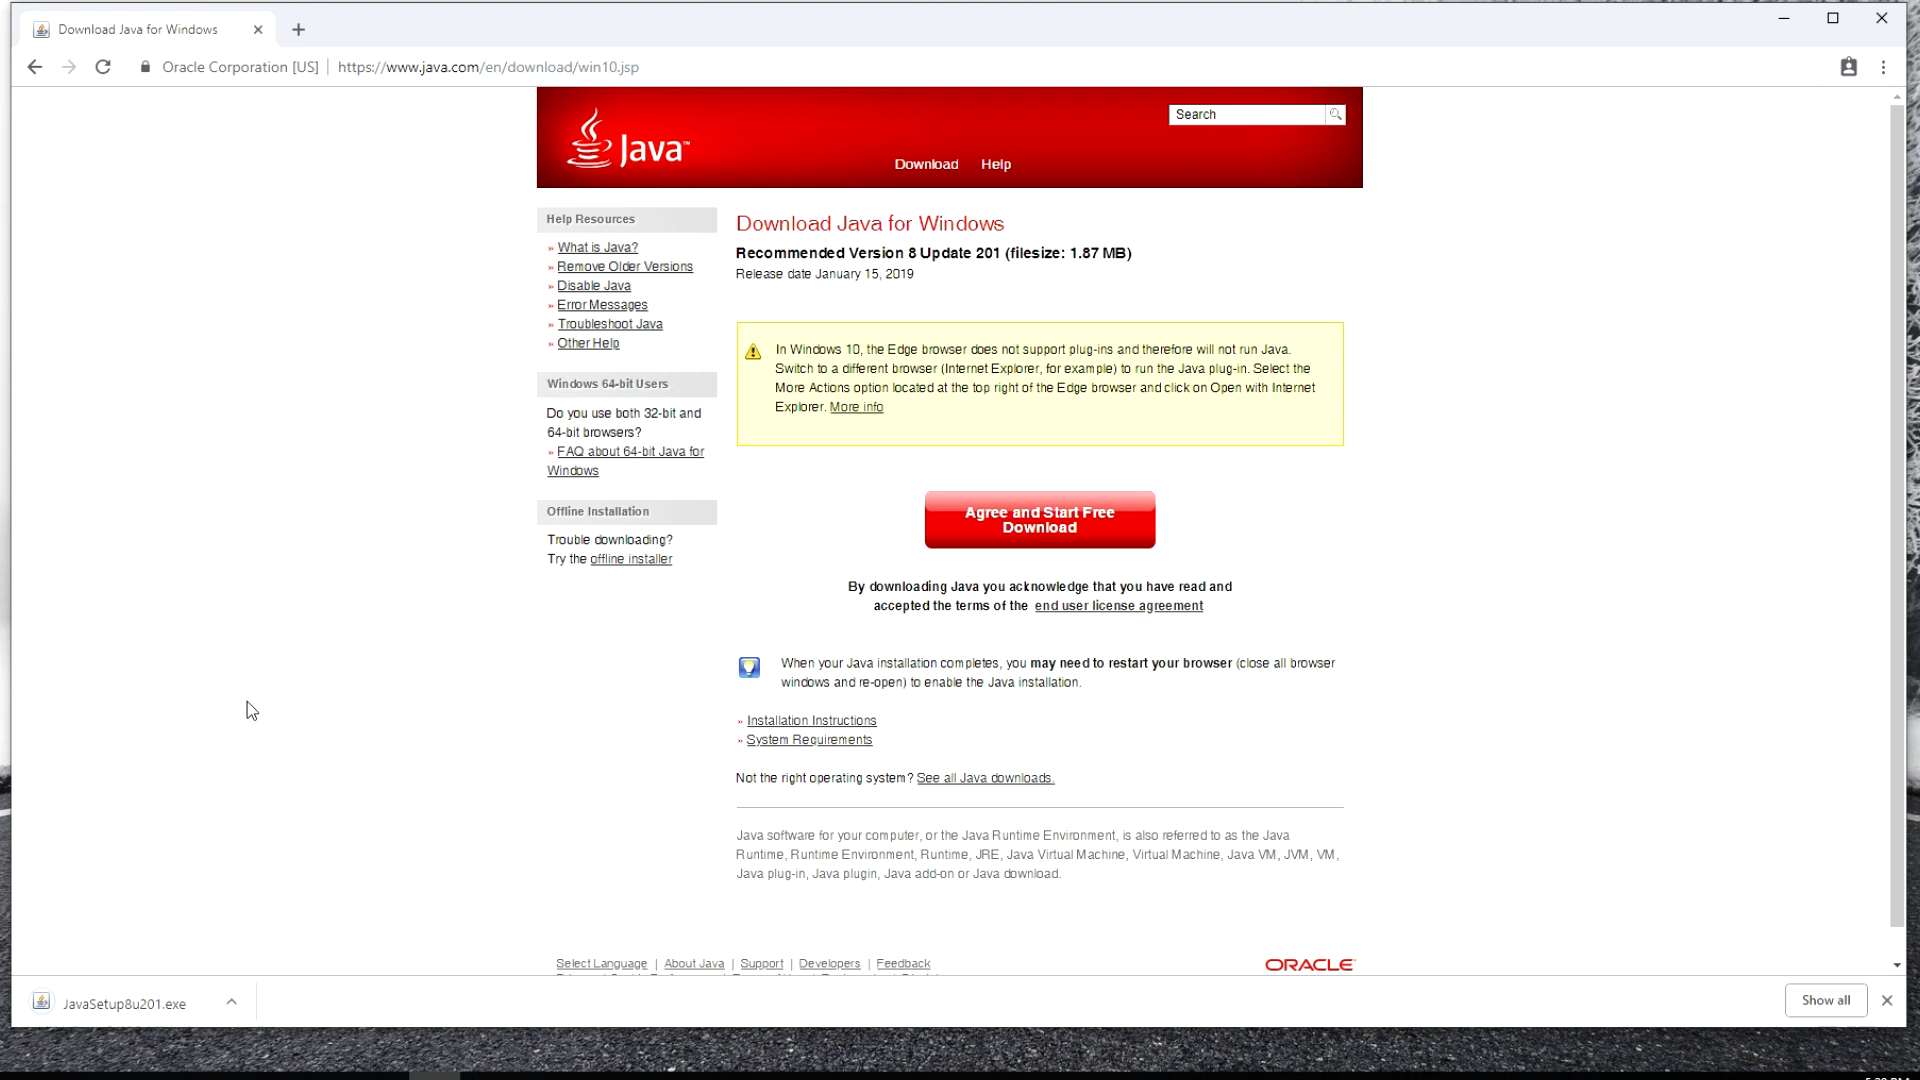 Download Java for Windows
Oracle Corporation [US] | https://www.java.com/en/download/win10.jsp
Search
Java™
Download Help
Help Resources
» What is Java?
» Remove Older Versions
» Disable Java
» Error Messages
» Troubleshoot Java
» Other Help
Windows 64-bit Users
Do you use both 32-bit and
64-bit browsers?
» FAQ about 64-bit Java for
Windows
Offline Installation
Trouble downloading?
Try the offline installer
Download Java for Windows
Recommended Version 8 Update 201 (filesize: 1.87 MB)
Release date January 15, 2019
In Windows 10, the Edge browser does not support plug-ins and therefore will not run Java.
Switch to a different browser (Internet Explorer, for example) to run the Java plug-in. Select the
More Actions option located at the top right of the Edge browser and click on Open with Internet
Explorer. More info
Agree and Start Free
Download
By downloading Java you acknowledge that you have read and
accepted the terms of the end user license agreement
When your Java installation completes, you may need to restart your browser (close all browser
windows and re-open) to enable the Java installation.
» Installation Instructions
» System Requirements
Not the right operating system? See all Java downloads.
Java software for your computer, or the Java Runtime Environment, is also referred to as the Java
Runtime, Runtime Environment, Runtime, JRE, Java Virtual Machine, Virtual Machine, Java VM, JVM, VM,
Java plug-in, Java plugin, Java add-on or Java download.
Select Language | About Java | Support | Developers | Feedback
ORACLE
JavaSetup8u201.exe
Show all